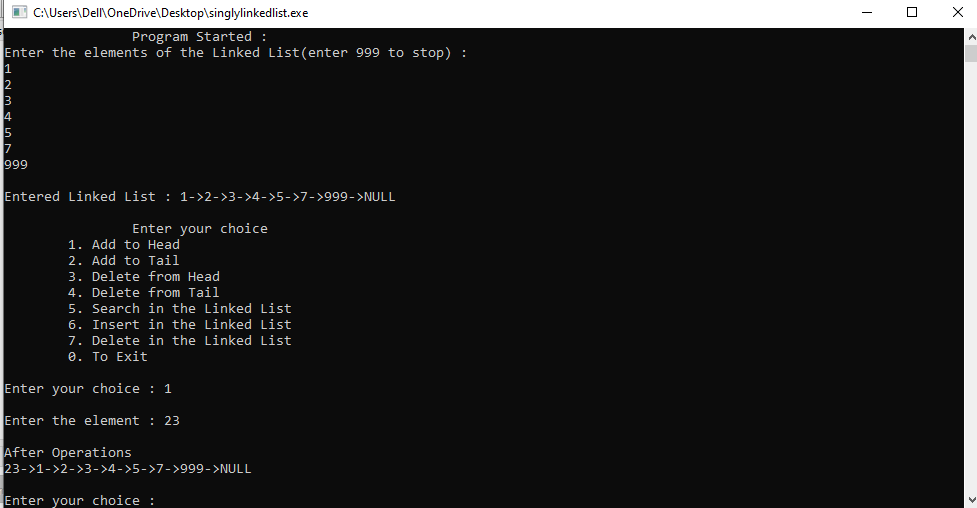 C:\Users\Dell\OneDrive\Desktop\singlylinkedlist.exe
Program Started :
Enter the elements of the Linked List(enter 999 to stop) :
1
2
3
4
5
7
999
Entered Linked List : 1->2->3->4->5->7->999->NULL
Enter your choice
1. Add to Head
2. Add to Tail
3. Delete from Head
4. Delete from Tail
5. Search in the Linked List
6. Insert in the Linked List
7. Delete in the Linked List
0. To Exit
Enter your choice : 1
Enter the element : 23
After Operations
23->1->2->3->4->5->7->999->NULL
Enter your choice :